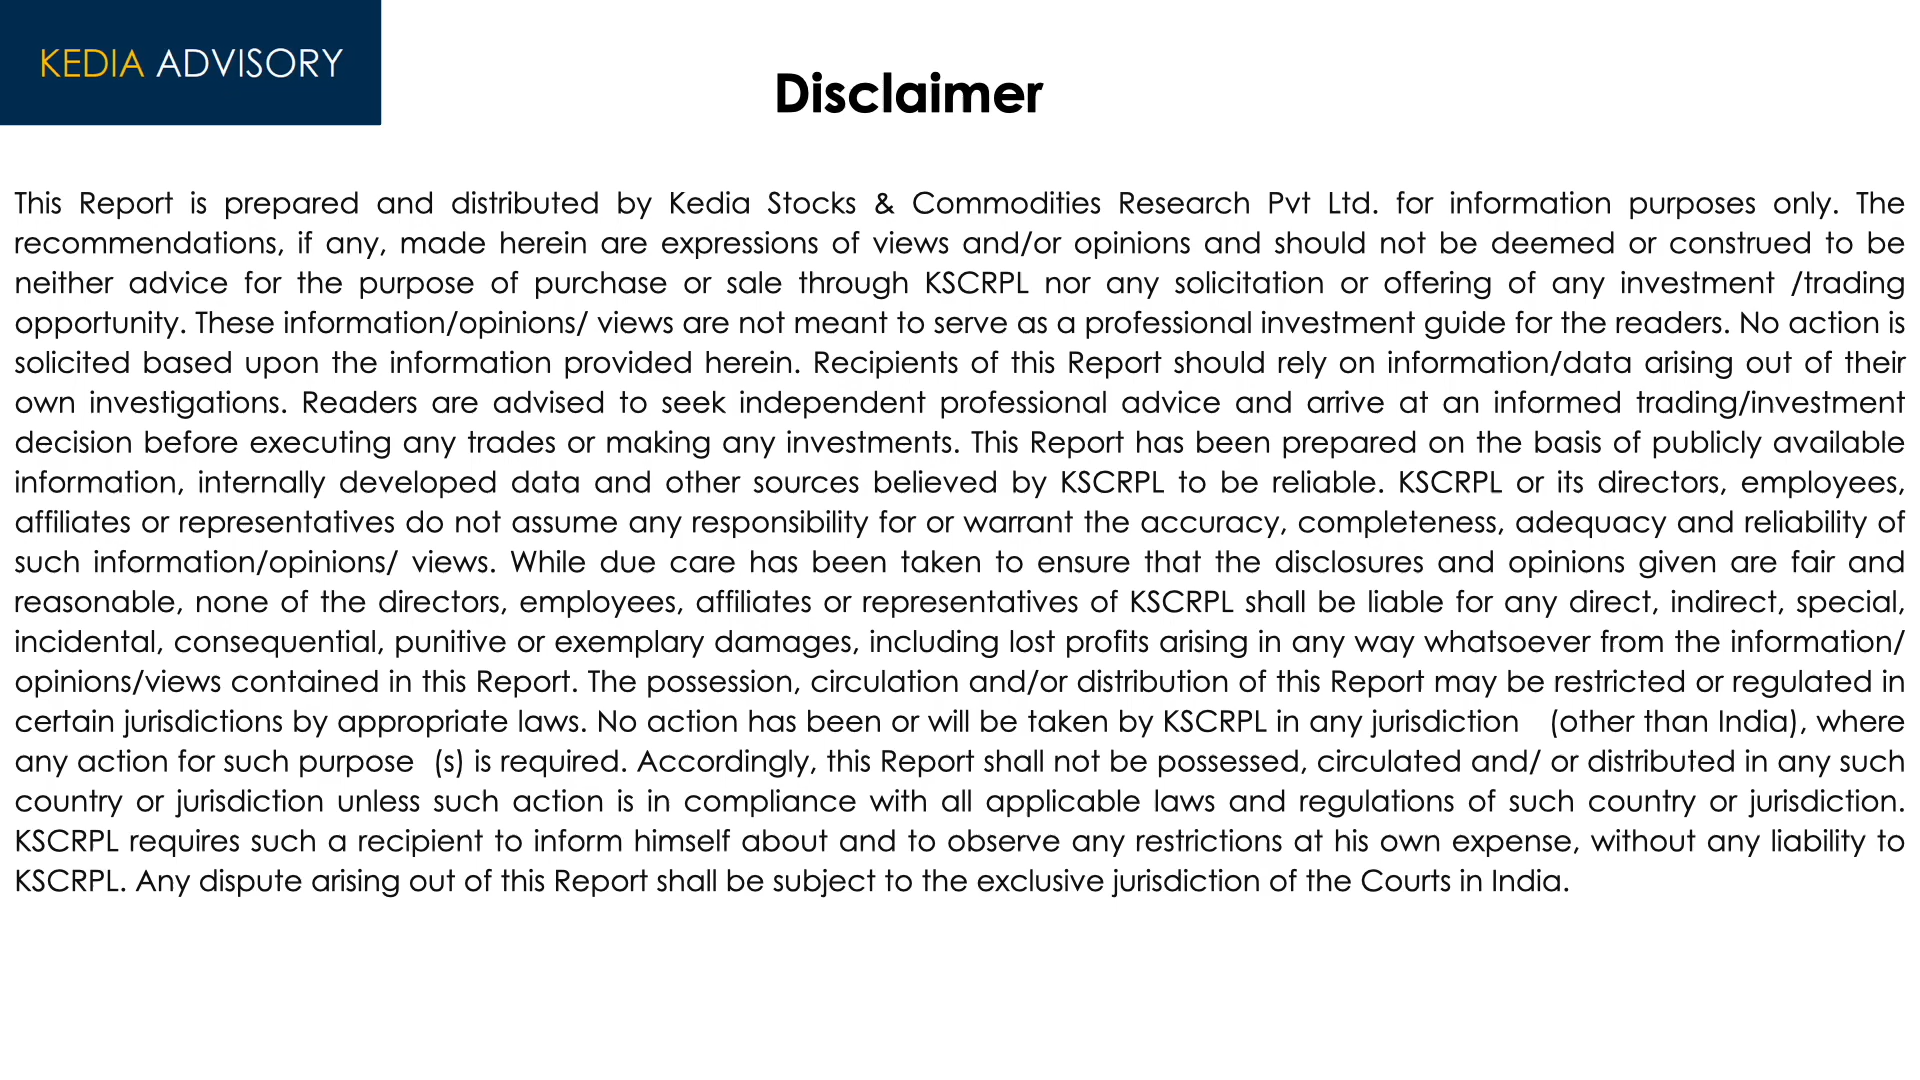 KEDIA ADVISORY
Disclaimer
This Report is prepared and distributed by Kedia Stocks & Commodities Research Pvt Ltd. for information purposes only. The
recommendations, if any, made herein are expressions of views and/or opinions and should not be deemed or construed to be
neither advice for the purpose of purchase or sale through KSCRPL nor any solicitation or offering of any investment /trading
opportunity. These information/opinions/ views are not meant to serve as a professional investment guide for the readers. No action is
solicited based upon the information provided herein. Recipients of this Report should rely on information/data arising out of their
own investigations. Readers are advised to seek independent professional advice and arrive at an informed trading/investment
decision before executing any trades or making any investments. This Report has been prepared on the basis of publicly available
information, internally developed data and other sources believed by KSCRPL to be reliable. KSCRPL or its directors, employees,
affiliates or representatives do not assume any responsibility for or warrant the accuracy, completeness, adequacy and reliability of
such information/opinions/ views. While due care has been taken to ensure that the disclosures and opinions given are fair and
reasonable, none of the directors, employees, affiliates or representatives of KSCRPL shall be liable for any direct, indirect, special,
incidental, consequential, punitive or exemplary damages, including lost profits arising in any way whatsoever from the information/
opinions/views contained in this Report. The possession, circulation and/or distribution of this Report may be restricted or regulated in
certain jurisdictions by appropriate laws. No action has been or will be taken by KSCRPL in any jurisdiction (other than India), where
any action for such purpose (s) is required. Accordingly, this Report shall not be possessed, circulated and/ or distributed in any such
country or jurisdiction unless such action is in compliance with all applicable laws and regulations of such country or jurisdiction.
KSCRPL requires such a recipient to inform himself about and to observe any restrictions at his own expense, without any liability to
KSCRPL. Any dispute arising out of this Report shall be subject to the exclusive jurisdiction of the Courts in India.